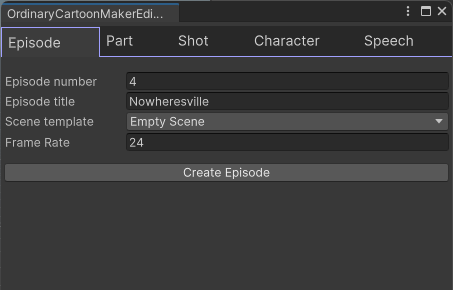 OrdinaryCartoonMakerEdi...
Episode Part Shot Character Speech
Episode number 4
Episode title Nowheresville
Scene template Empty Scene
Frame Rate 24
Create Episode